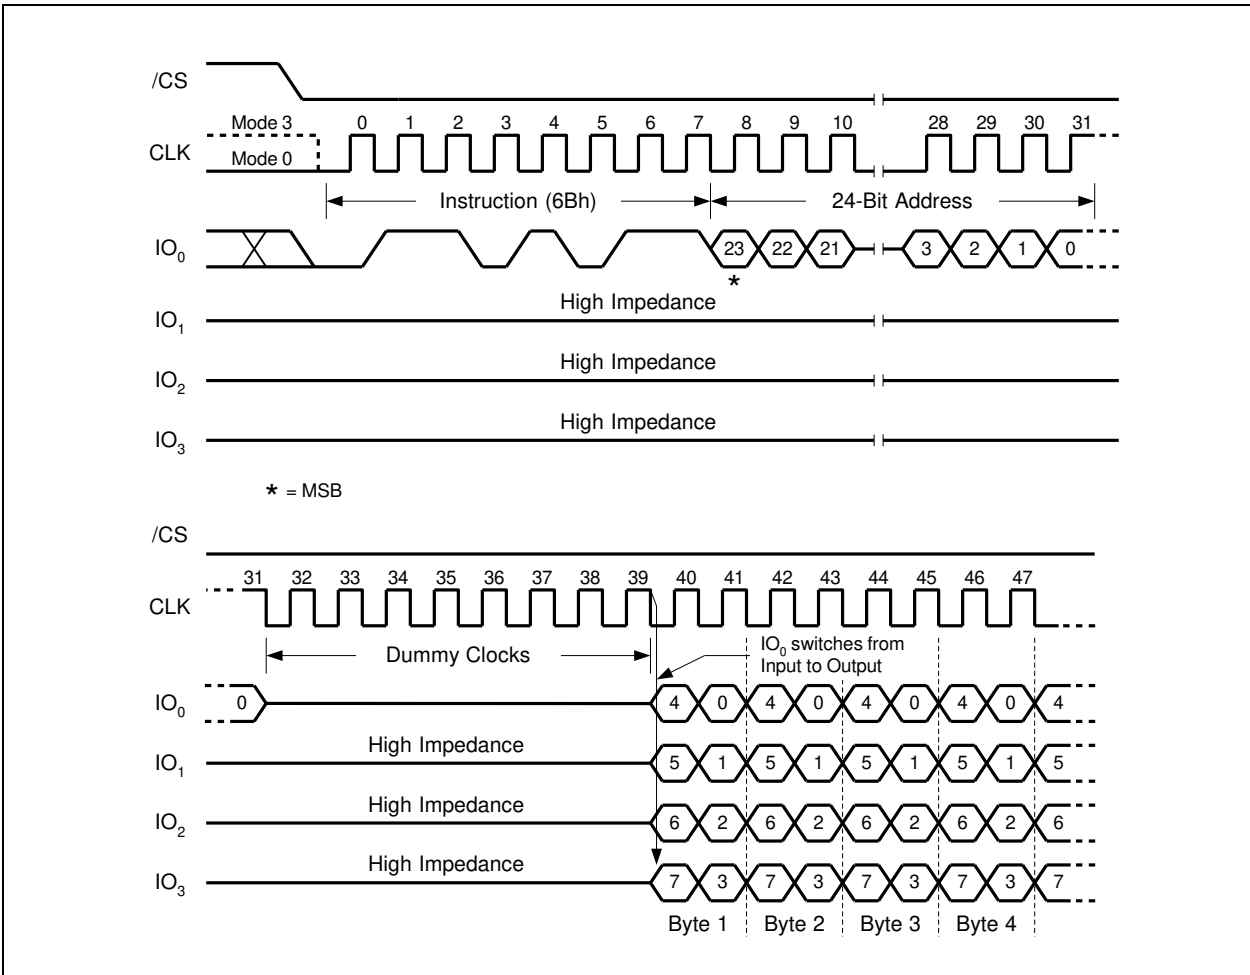 /CS
Mode 3 0 1 2 3 4 5 6 7 8 9 10 28 29 30 31
CLK
Mode 0
Instruction (6Bh) 24-Bit Address
IO0 23 22 21 3 2 1 0
*
High Impedance
IO1
High Impedance
IO2
High Impedance
IO3
* = MSB
/CS
31 32 33 34 35 36 37 38 39 40 41 42 43 44 45 46 47
CLK
Dummy Clocks
IO0 switches from
Input to Output
IO0 0 4 0 4 0 4 0 4 0 4
High Impedance
IO1 5 1 5 1 5 1 5 1 5
High Impedance
IO2 6 2 6 2 6 2 6 2 6
High Impedance
IO3 7 3 7 3 7 3 7 3 7
Byte 1 Byte 2 Byte 3 Byte 4